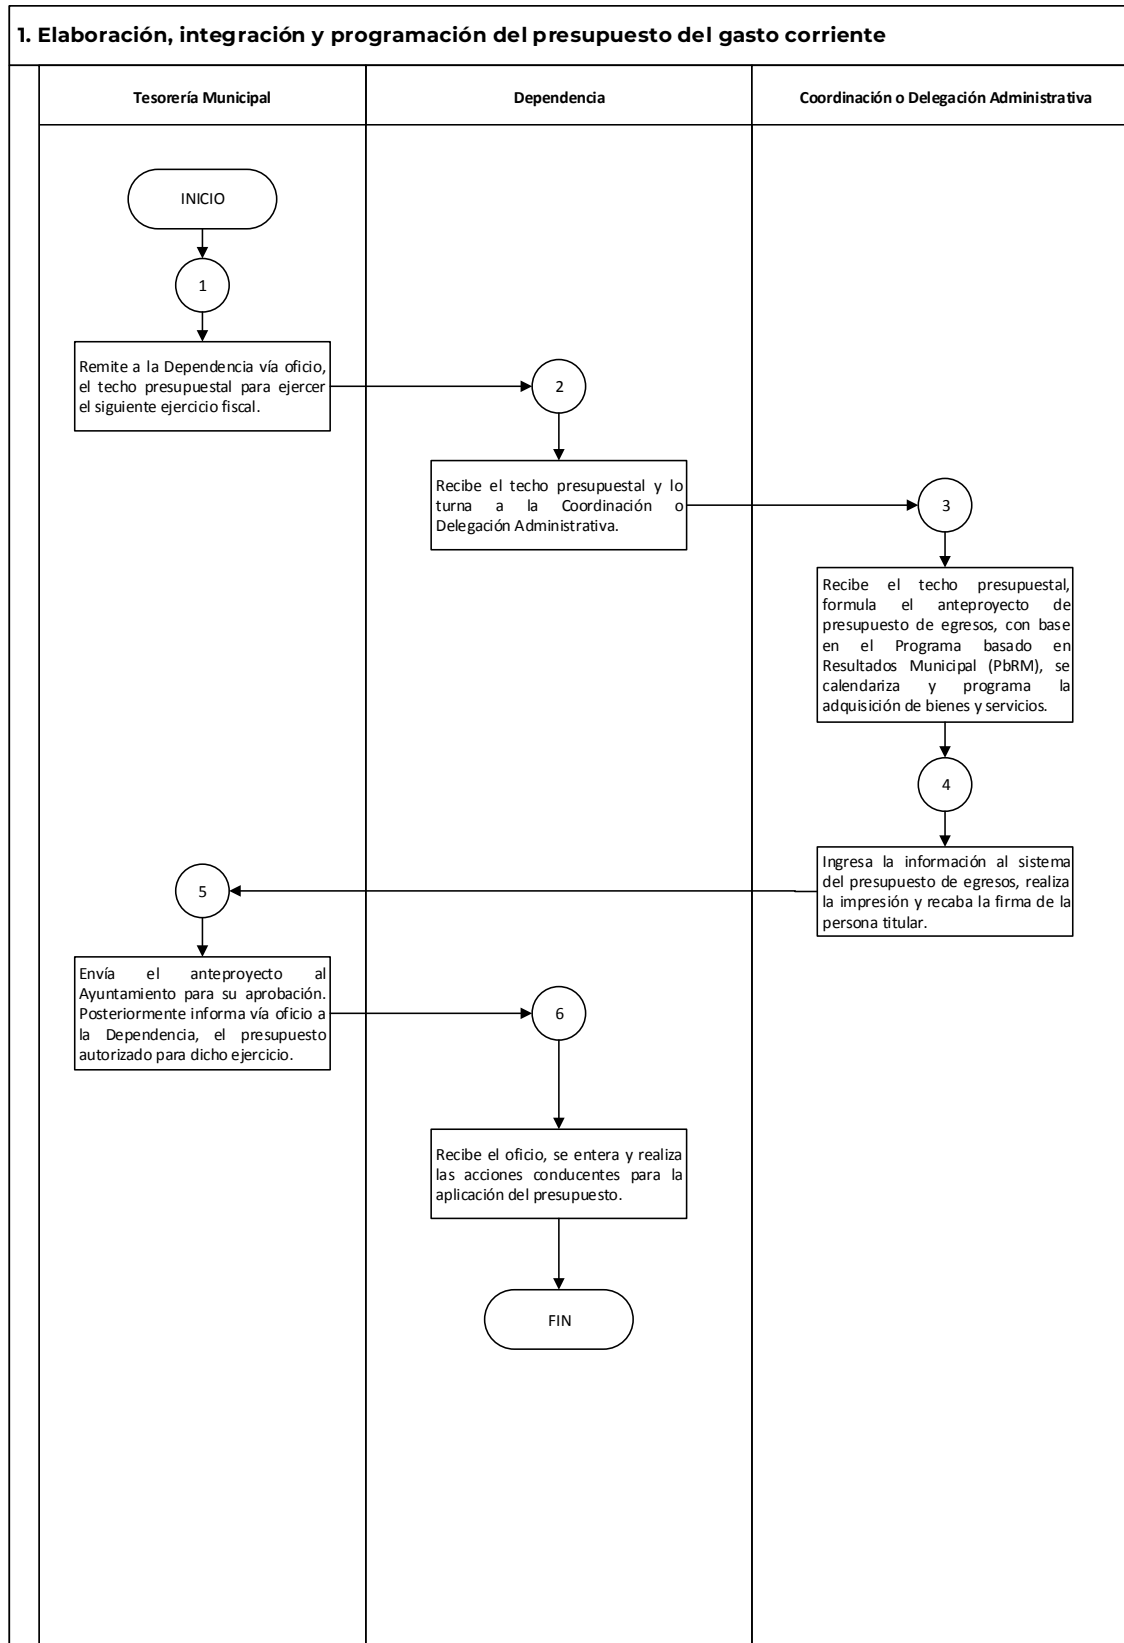 1. Elaboración, integración y programación del presupuesto del gasto corriente
Tesorería Municipal
Dependencia
Coordinación o Delegación Administrativa
INICIO
1
Remite a la Dependencia vía oficio,
el techo presupuestal para ejercer
el siguiente ejercicio fiscal.
2
Recibe el techo presupuestal y lo
turna a la Coordinación o
Delegación Administrativa.
3
Recibe el techo presupuestal,
formula el anteproyecto de
presupuesto de egresos, con base
en el Programa basado en
Resultados Municipal (PbRM), se
calendariza y programa la
adquisición de bienes y servicios.
4
Ingresa la información al sistema
del presupuesto de egresos, realiza
la impresión y recaba la firma de la
persona titular.
5
Envía el anteproyecto al
Ayuntamiento para su aprobación.
Posteriormente informa vía oficio a
la Dependencia, el presupuesto
autorizado para dicho ejercicio.
6
Recibe el oficio, se entera y realiza
las acciones conducentes para la
aplicación del presupuesto.
FIN